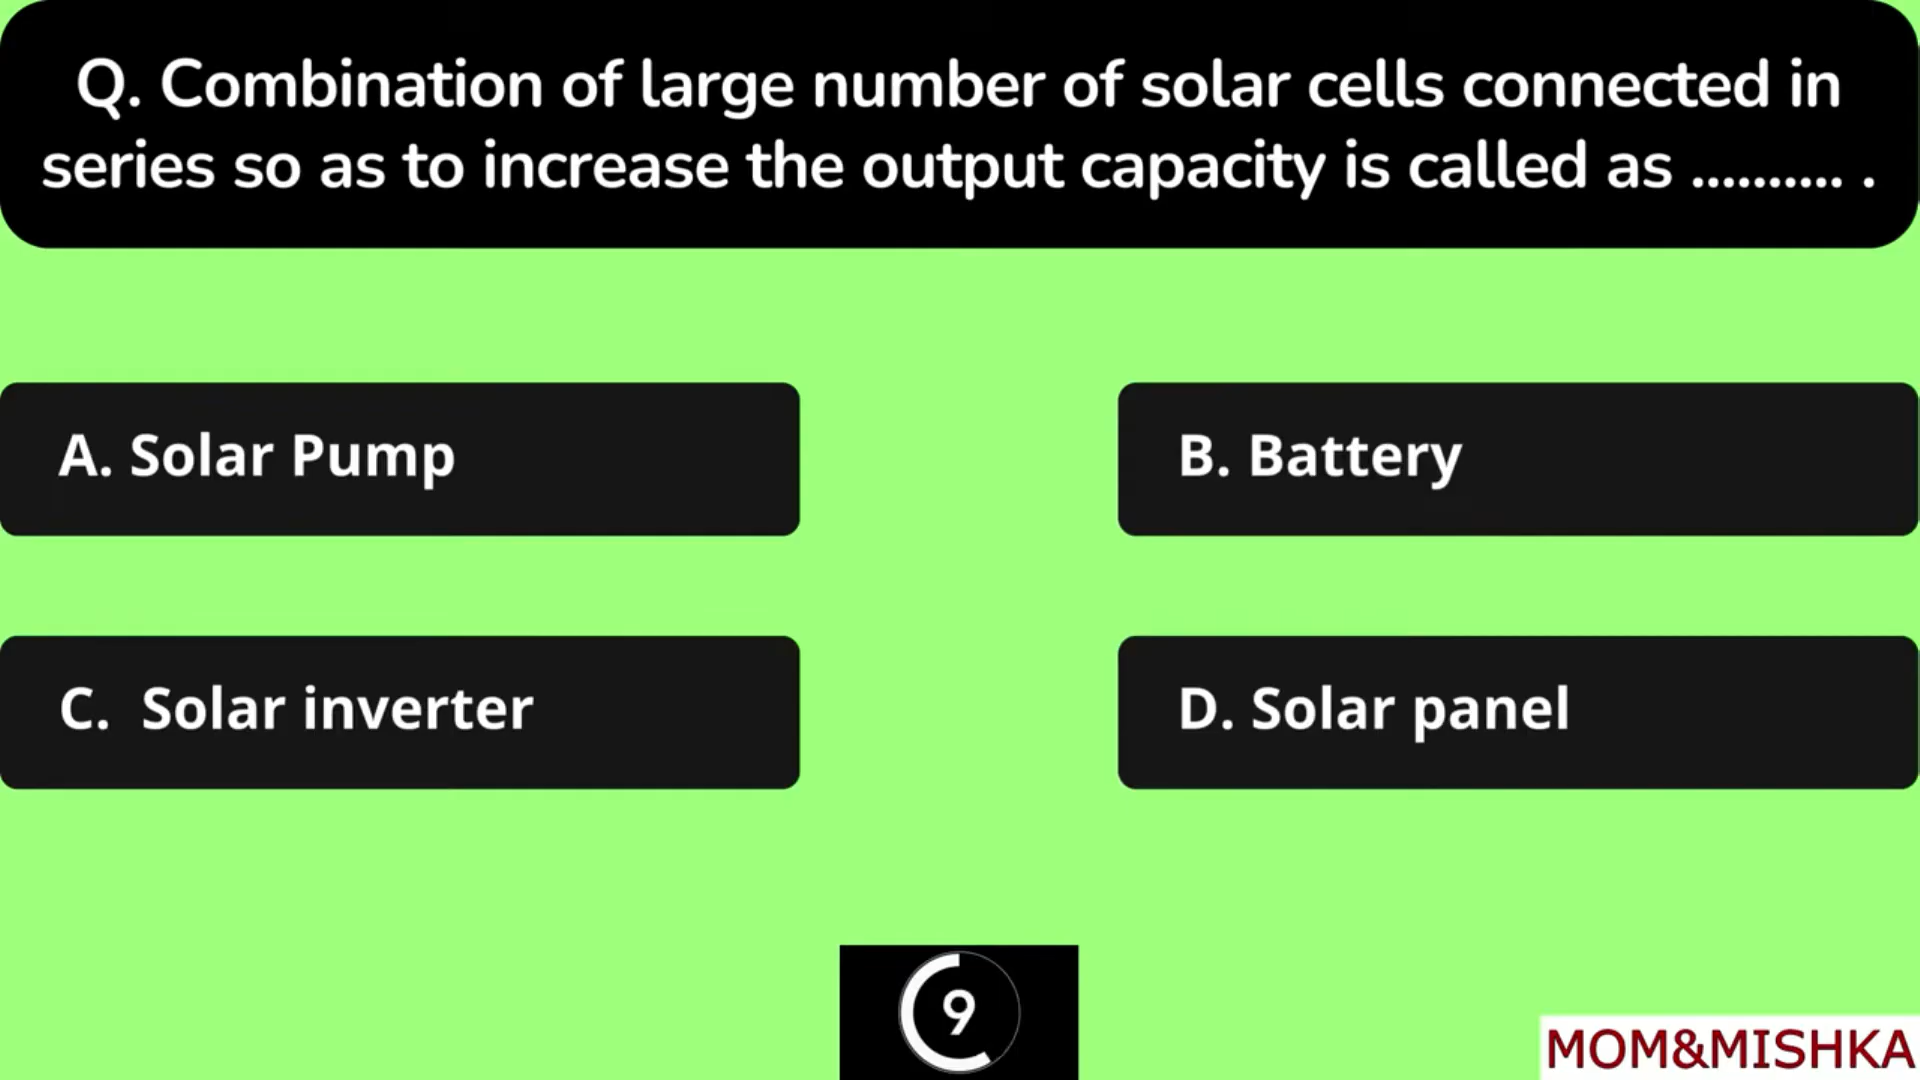 Q. Combination of large number of solar cells connected in
series so as to increase the output capacity is called as .......... .
A. Solar Pump
B. Battery
C. Solar inverter
D. Solar panel
9
MOM&MISHKA